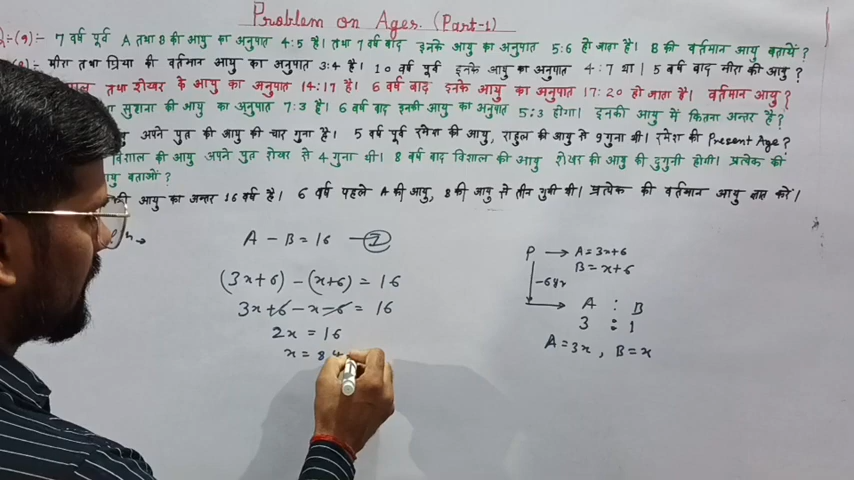 Problem on Ages. (Part-1)
(9):- 7 वर्ष पूर्व A तथा B की आयु का अनुपात 4:5 है। तथा 7 वर्ष बाद इनके आयु का अनुपात 5:6 हो जाता है। B की वर्तमान आयु बतायें?
:- मीरा तथा प्रिया की वर्तमान आयु का अनुपात 3:4 है। 10 वर्ष पूर्व इनके आयु का अनुपात 4:7 था। 5 वर्ष बाद मीरा की आयु?
तथा शेखर के आयु का अनुपात 14:17 है। 6 वर्ष बाद इनके आयु का अनुपात 17:20 हो जाता है। वर्तमान आयु?
सुशना की आयु का अनुपात 7:3 है। 6 वर्ष बाद इनकी आयु का अनुपात 5:3 होगा। इनकी आयु में कितना अन्तर है?
अपने पुत्र की आयु की चार गुना है। 5 वर्ष पूर्व रमेश की आयु, राहुल की आयु से 9 गुना थी। रमेश की Present Age?
विशाल की आयु अपने पुत्र शेखर से 4 गुना थी। 8 वर्ष बाद विशाल की आयु शेखर की आयु की दुगुनी होगी। प्रत्येक की
बताओं?
की आयु का अन्तर 16 वर्ष है। 6 वर्ष पहले A की आयु, B की आयु से तीन गुनी थी। प्रत्येक की वर्तमान आयु ज्ञात करें।
A - B = 16 —①
(3x+6) - (x+6) = 16
3x+6 - x - 6 = 16
2x = 16
x = 8
P → A = 3x+6
B = x+6
-6yr
A : B
3 : 1
A = 3x , B = x